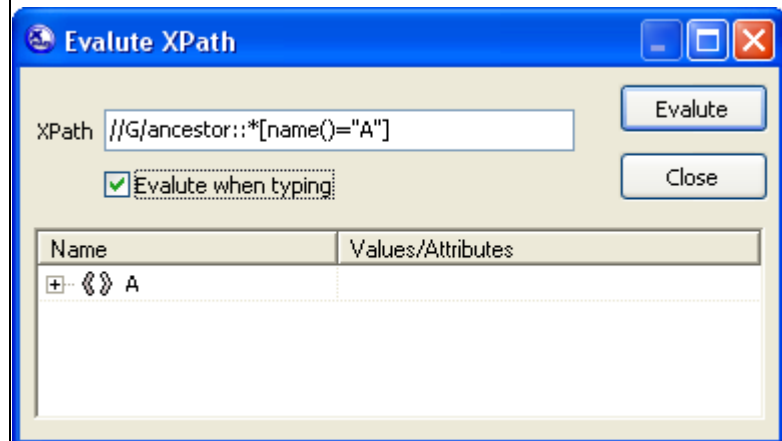 Evalute XPath
XPath //G/ancestor::*[name()="A"] Evalute
Evalute when typing Close
Name Values/Attributes
A